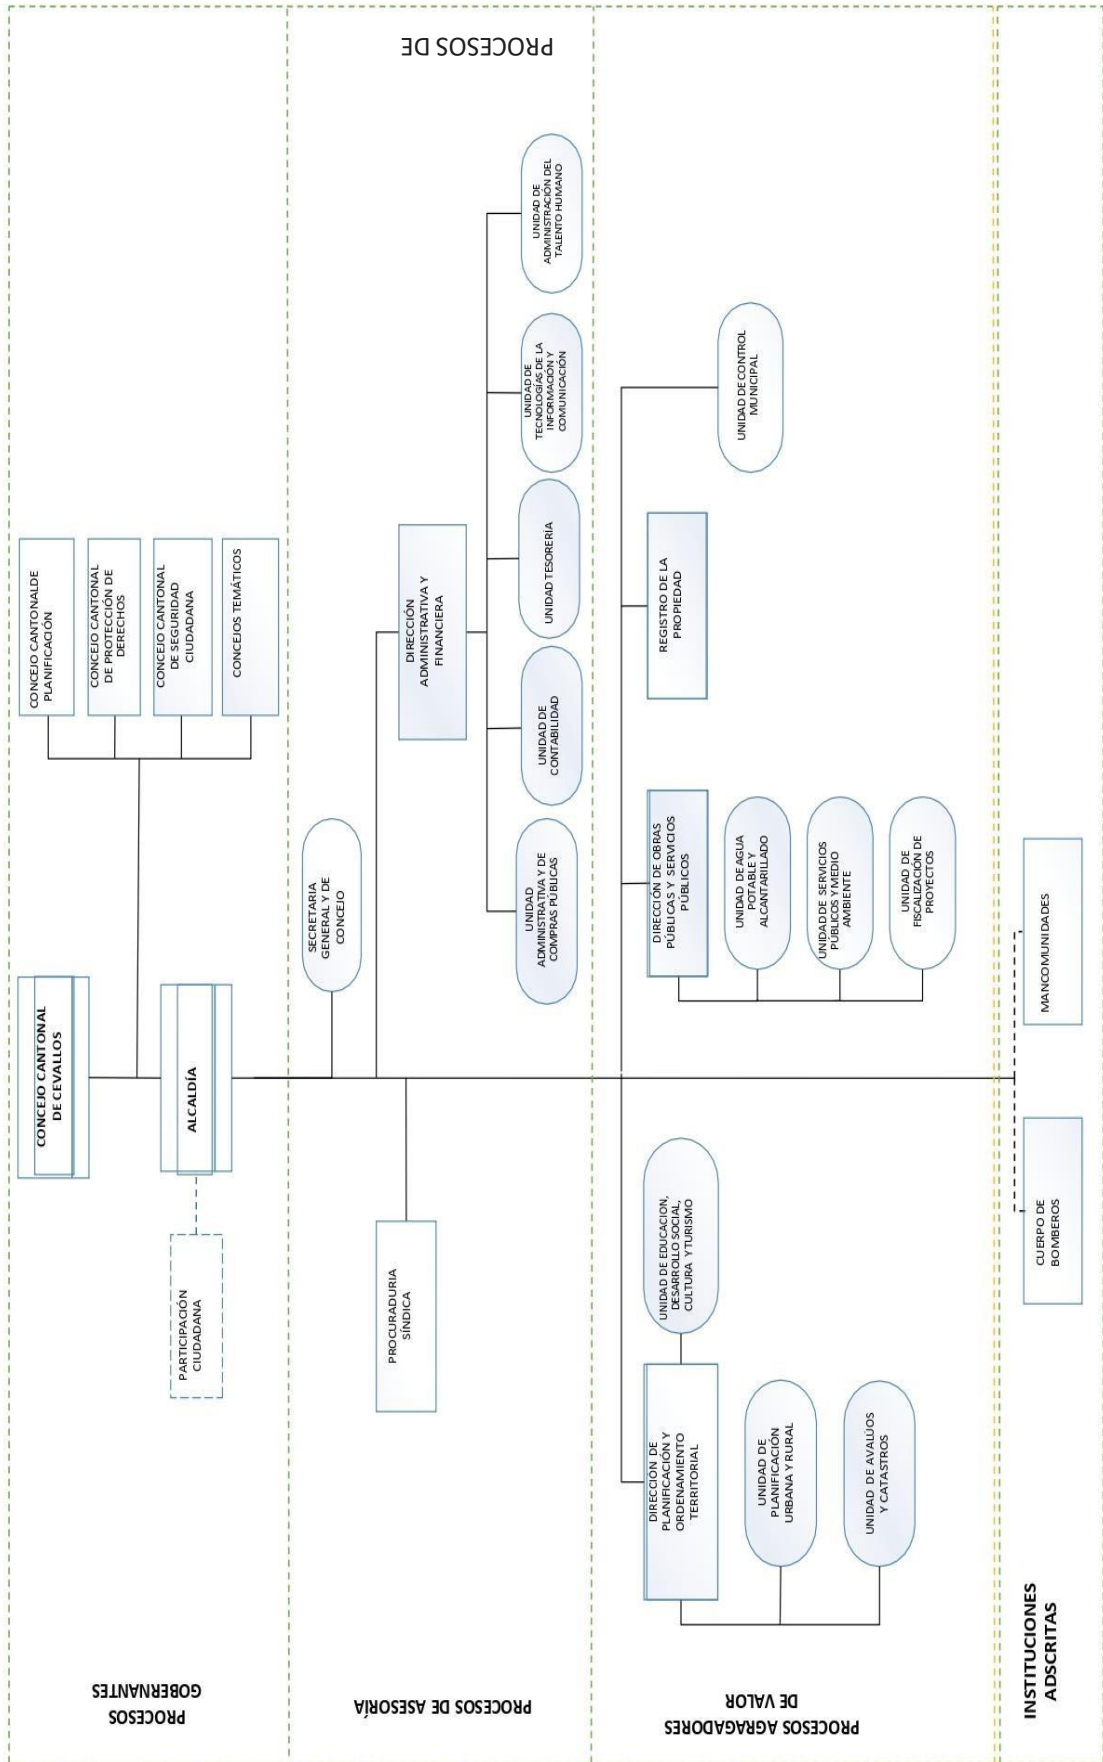 PROCESOS
GOBERNANTES
CONCEJO CANTONAL
DE CEVALLOS
ALCALDÍA
PARTICIPACIÓN
CIUDADANA
CONCEJO CANTONALDE
PLANIFICACIÓN
CONCEJO CANTONAL
DE PROTECCIÓN DE
DERECHOS
CONCEJO CANTONAL
DE SEGURIDAD
CIUDADANA
CONCEJOS TEMÁTICOS
PROCESOS DE ASESORÍA
PROCESOS DE
SECRETARIA
GENERAL Y DE
CONCEJO
PROCURADURIA
SÍNDICA
DIRECCIÓN
ADMINISTRATIVA Y
FINANCIERA
UNIDAD
ADMINISTRATIVA Y DE
COMPRAS PÚBLICAS
UNIDAD DE
CONTABILIDAD
UNIDAD TESORERÍA
UNIDAD DE
TECNOLOGÍAS DE LA
INFORMACIÓN Y
COMUNICACIÓN
UNIDAD DE
ADMINISTRACIÓN DEL
TALENTO HUMANO
PROCESOS AGRAGADORES
DE VALOR
DIRECCIÓN DE
PLANIFICACIÓN Y
ORDENAMIENTO
TERRITORIAL
UNIDAD DE EDUCACION,
DESARROLLO SOCIAL,
CULTURA Y TURISMO
UNIDAD DE
PLANIFICACIÓN
URBANA Y RURAL
UNIDAD DE AVALÚOS
Y CATASTROS
DIRECCIÓN DE OBRAS
PÚBLICAS Y SERVICIO
PÚBLICOS
UNIDAD DE AGUA
POTABLE Y
ALCANTARILLADO
UNIDAD DE SERVICIOS
PÚBLICOS Y MEDIO
AMBIENTE
UNIDAD DE
FISCALIZACIÓN DE
PROYECTOS
REGISTRO DE LA
PROPIEDAD
UNIDAD DE CONTROL
MUNICIPAL
INSTITUCIONES
ADSCRITAS
CUERPO DE
BOMBEROS
MANCOMUNIDADES